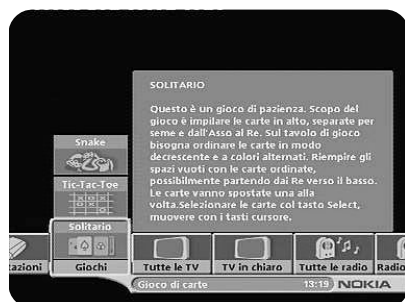 SOLITARIO
Questo è un gioco di pazienza. Scopo del
gioco è impilare le carte in alto, separate per
seme e dall'Asso al Re. Sul tavolo di gioco
bisogna ordinare le carte in modo
decrescente e a colori alternati. Riempire gli
spazi vuoti con le carte ordinate,
possibilmente partendo dai Re verso il basso.
Le carte vanno spostate una alla
volta.Selezionare le carte col tasto Select,
muovere con i tasti cursore.
Snake
Tic-Tac-Toe
Solitario
tazioni Giochi Tutte le TV TV in chiaro Tutte le radio Radio
Gioco di carte 13:19 NOKIA